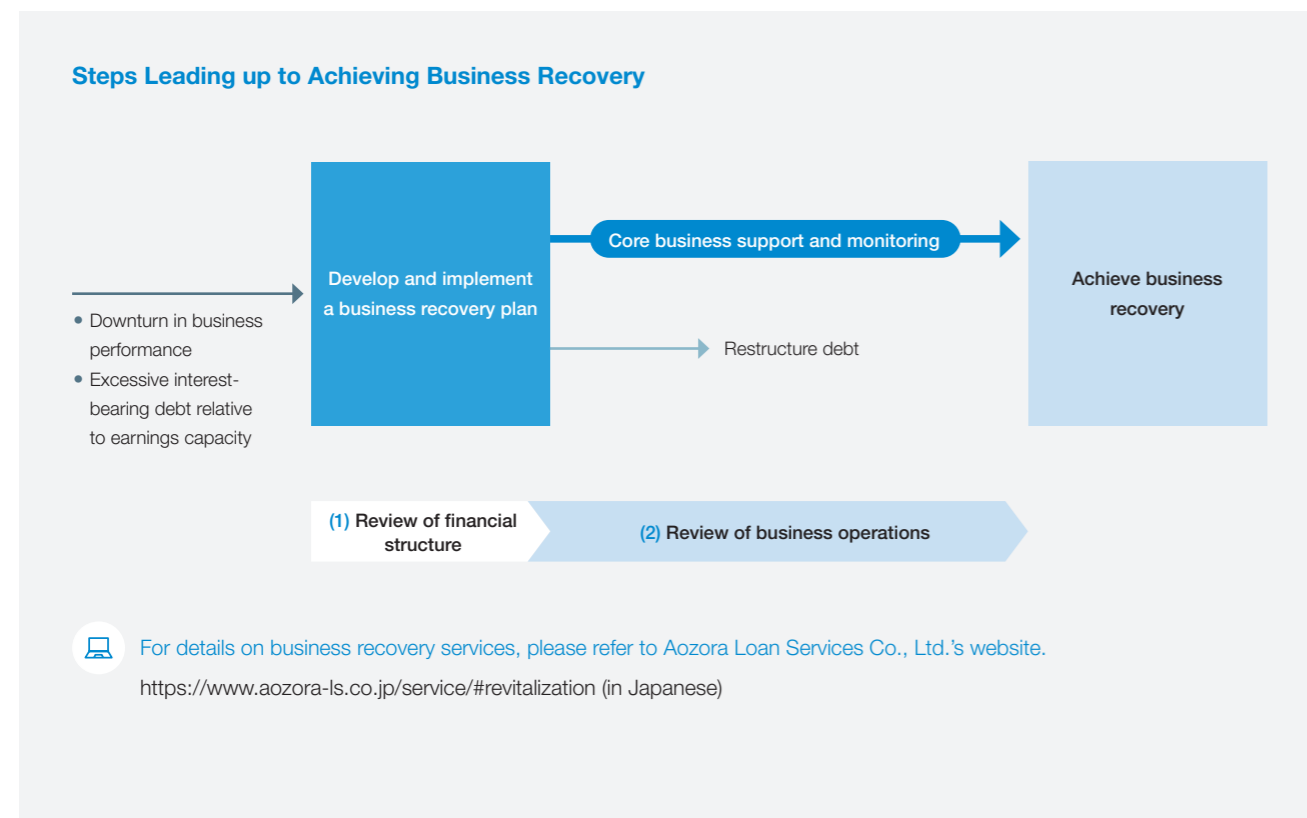 Steps Leading up to Achieving Business Recovery
• Downturn in business
performance
• Excessive interest-
bearing debt relative
to earnings capacity
Develop and implement
a business recovery plan
Core business support and monitoring
Restructure debt
Achieve business
recovery
(1) Review of financial
structure
(2) Review of business operations
For details on business recovery services, please refer to Aozora Loan Services Co., Ltd.’s website.
https://www.aozora-ls.co.jp/service/#revitalization (in Japanese)